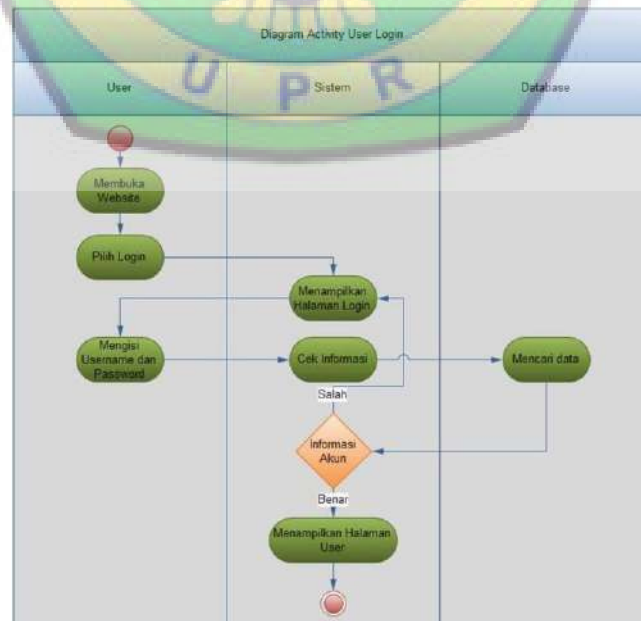 Diagram Activity User Login
User
Sistem
Database
U P R
Membuka
Website
Pilih Login
Menampilkan
Halaman Login
Mengisi
Username dan
Password
Cek Informasi
Mencari data
Salah
Informasi
Akun
Benar
Menampilkan Halaman
User